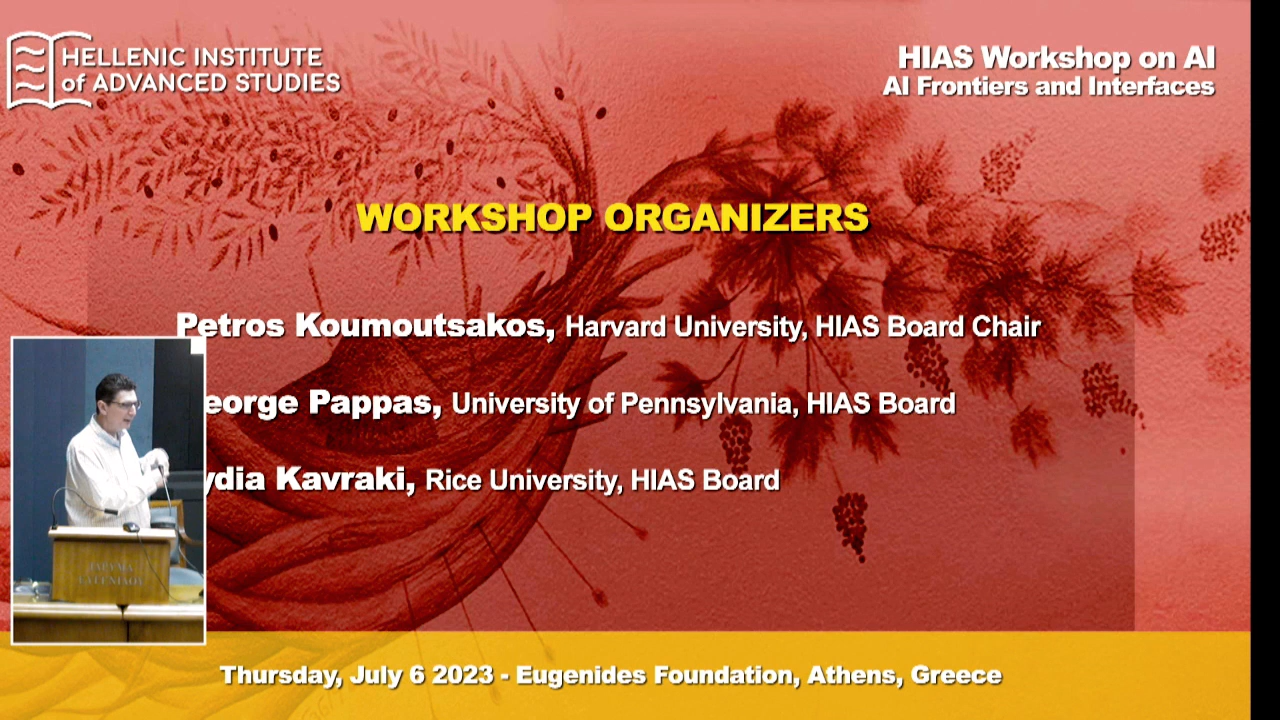 HELLENIC INSTITUTE
of ADVANCED STUDIES
HIAS Workshop on AI
AI Frontiers and Interfaces
WORKSHOP ORGANIZERS
Petros Koumoutsakos, Harvard University, HIAS Board Chair
eorge Pappas, University of Pennsylvania, HIAS Board
ydia Kavraki, Rice University, HIAS Board
ΙΔΡΥΜΑ
ΕΥΓΕΝΙΔΟΥ
Thursday, July 6 2023 - Eugenides Foundation, Athens, Greece